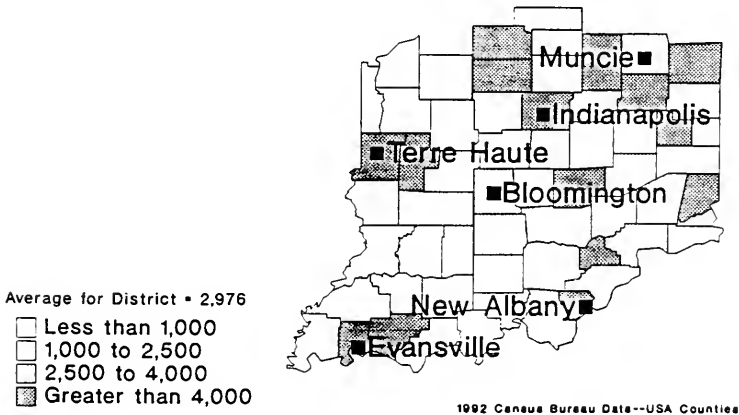 Muncie
Indianapolis
Terre Haute
Bloomington
New Albany
Evansville
Average for District = 2,976
Less than 1,000
1,000 to 2,500
2,500 to 4,000
Greater than 4,000
1992 Census Bureau Data--USA Counties